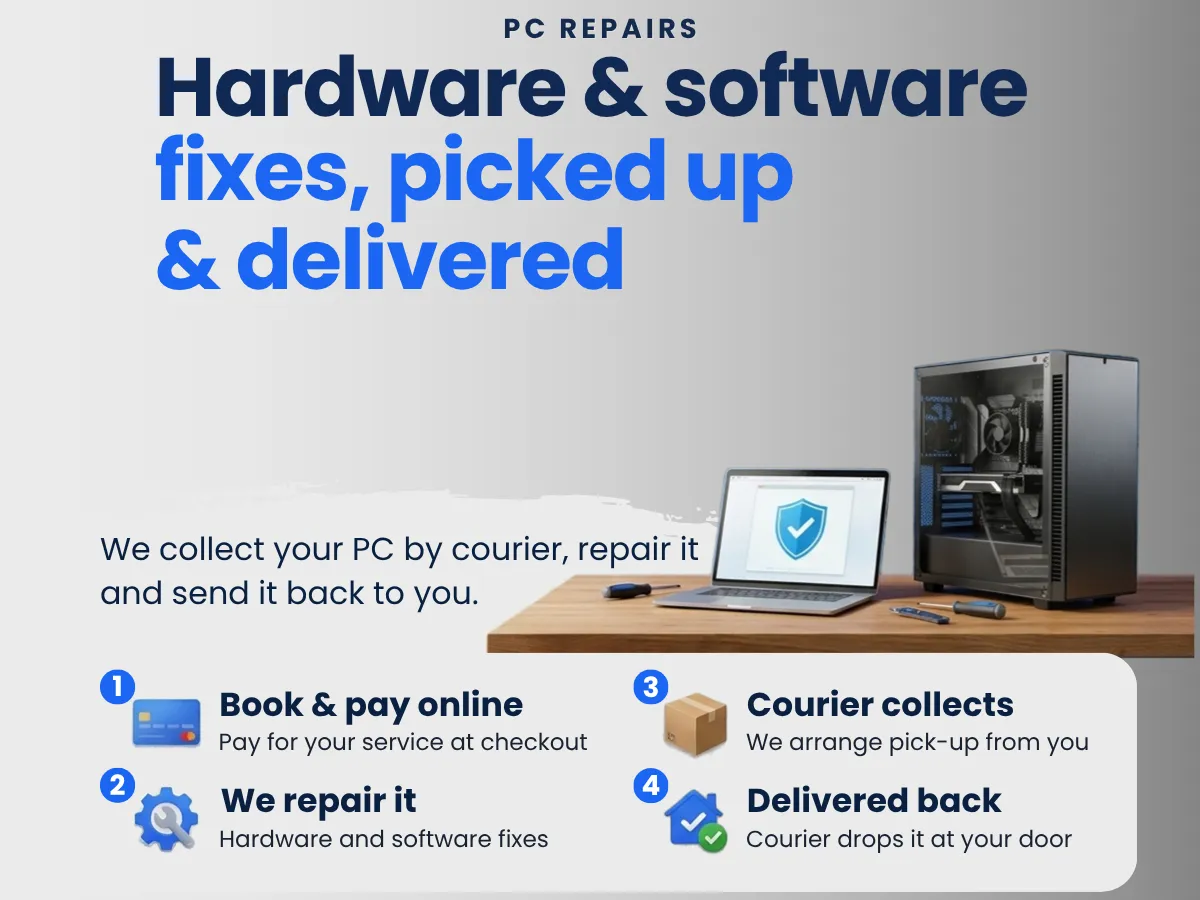 PC REPAIRS
Hardware & software
fixes, picked up
& delivered
We collect your PC by courier, repair it
and send it back to you.
1
Book & pay online
Pay for your service at checkout
2
We repair it
Hardware and software fixes
3
Courier collects
We arrange pick-up from you
4
Delivered back
Courier drops it at your door